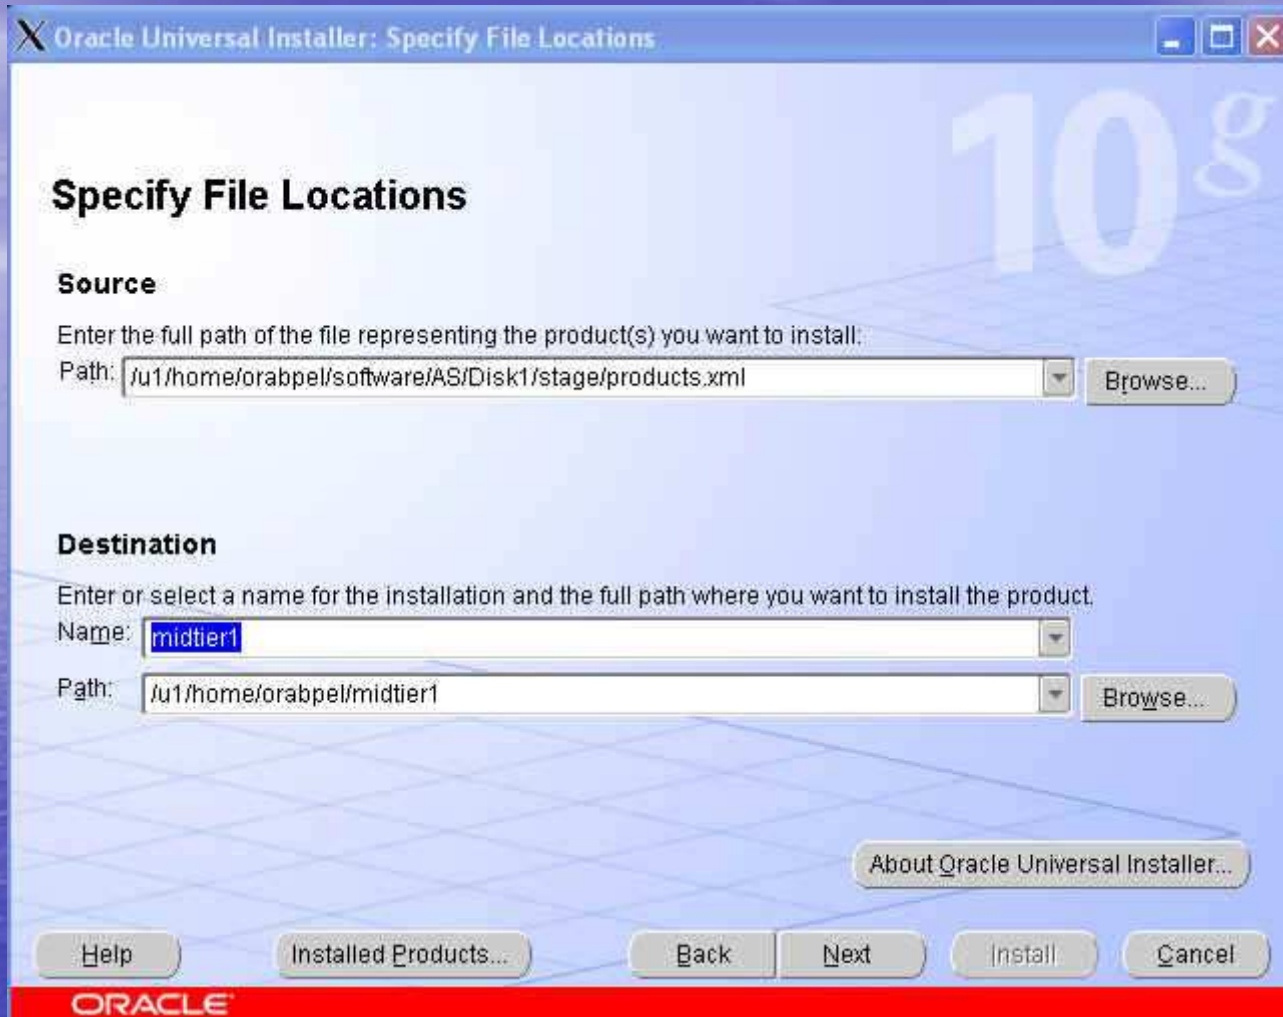 Oracle Universal Installer: Specify File Locations
10g
Specify File Locations
Source
Enter the full path of the file representing the product(s) you want to install:
Path: /u1/home/orabpel/software/AS/Disk1/stage/products.xml Browse...
Destination
Enter or select a name for the installation and the full path where you want to install the product.
Name: midtier1
Path: /u1/home/orabpel/midtier1 Browse...
About Oracle Universal Installer...
Help Installed Products... Back Next Install Cancel
ORACLE